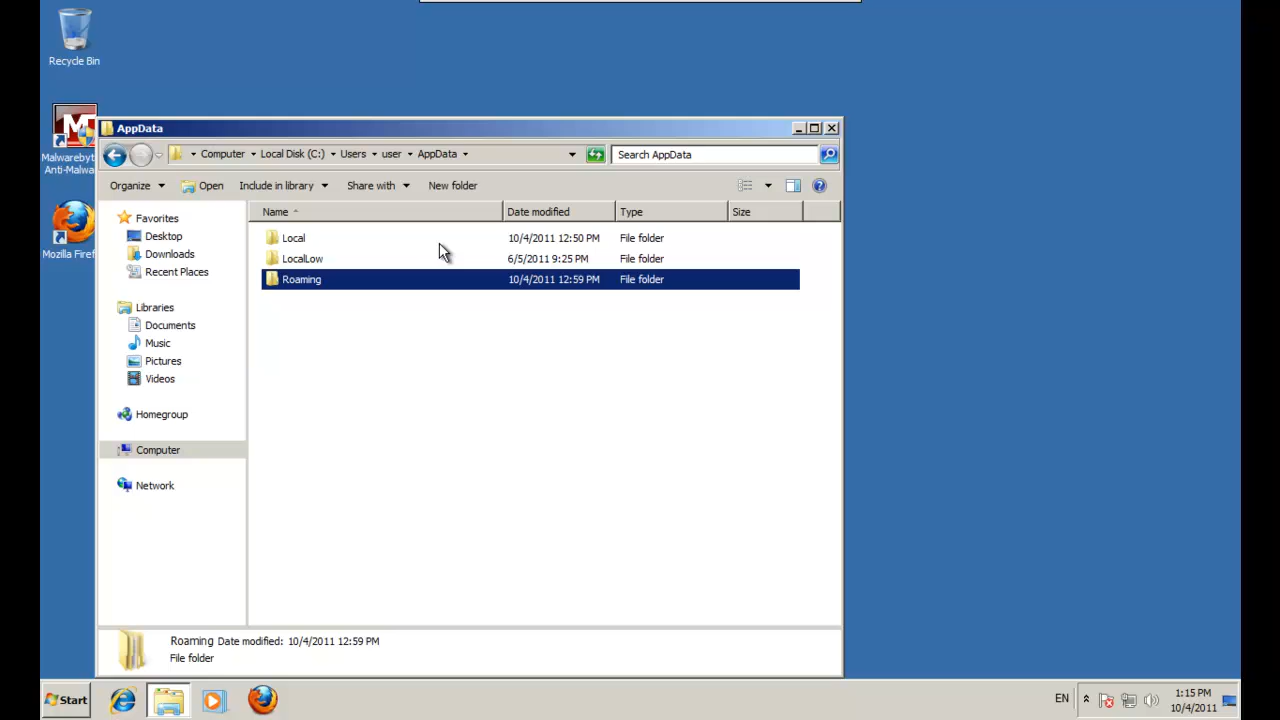 Recycle Bin
Malwarebyt
Anti-Malwa
Mozilla Firef
AppData
Computer Local Disk (C:) Users user AppData
Search AppData
Organize Open Include in library Share with New folder
Name Date modified Type Size
Favorites
Desktop
Downloads
Recent Places
Libraries
Documents
Music
Pictures
Videos
Homegroup
Computer
Network
Local 10/4/2011 12:50 PM File folder
LocalLow 6/5/2011 9:25 PM File folder
Roaming 10/4/2011 12:59 PM File folder
Roaming Date modified: 10/4/2011 12:59 PM
File folder
Start
EN
1:15 PM
10/4/2011